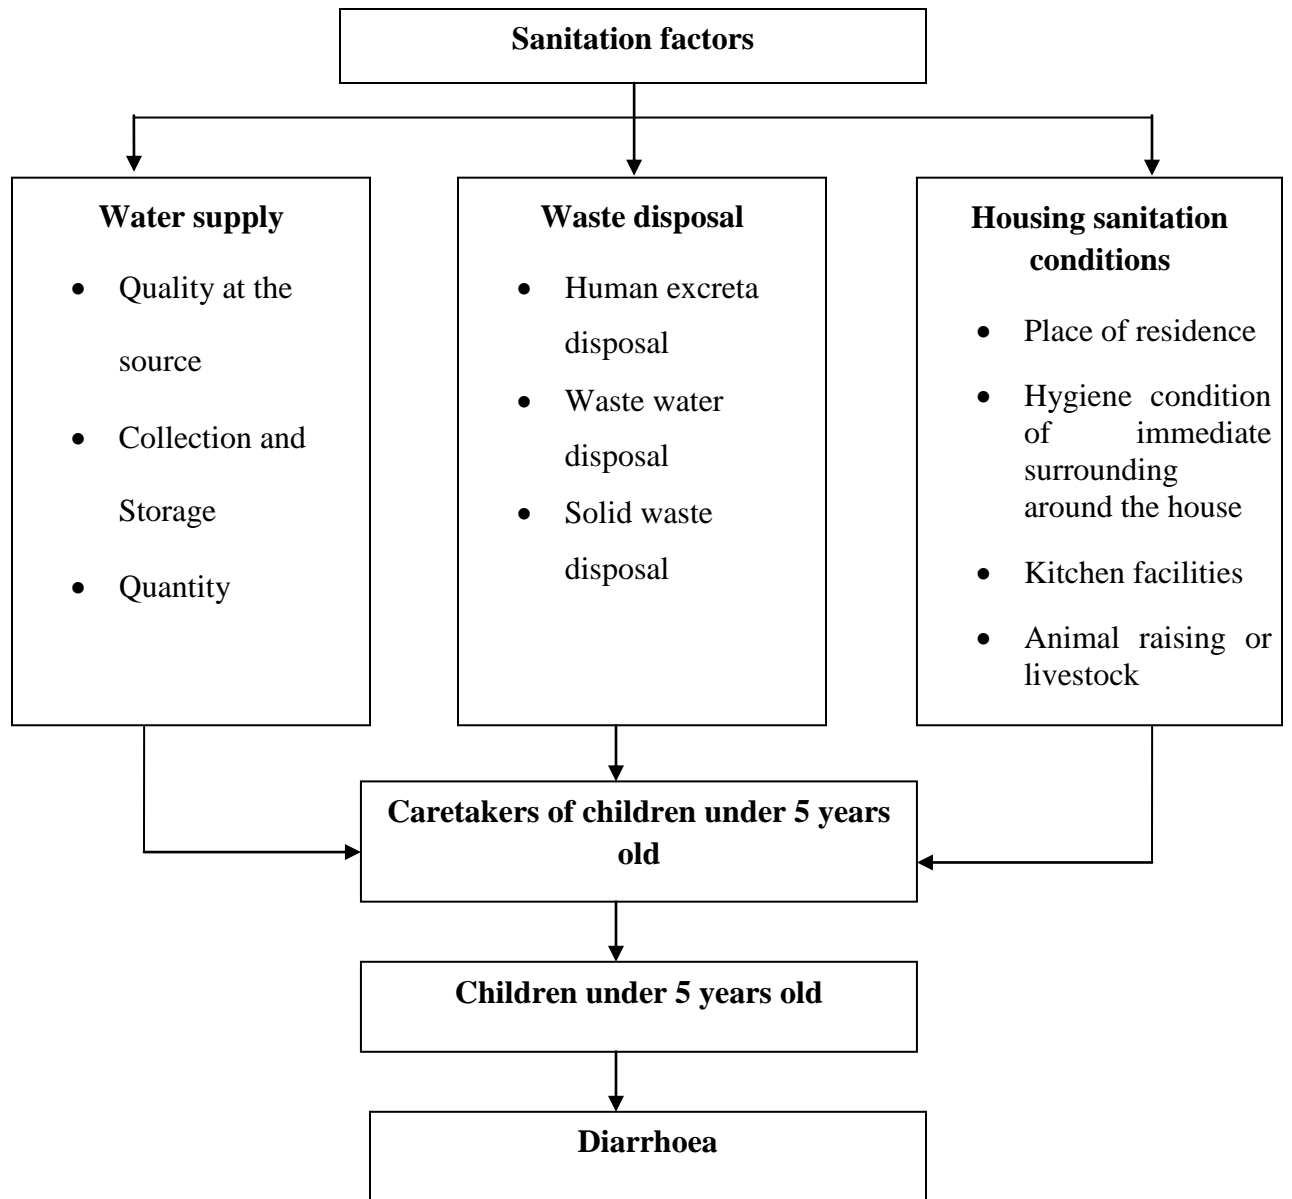 Sanitation factors
Water supply
• Quality at the
source
• Collection and
Storage
• Quantity
Waste disposal
• Human excreta
disposal
• Waste water
disposal
• Solid waste
disposal
Housing sanitation
conditions
• Place of residence
• Hygiene condition
of immediate
surrounding
around the house
• Kitchen facilities
• Animal raising or
livestock
Caretakers of children under 5 years
old
Children under 5 years old
Diarrhoea